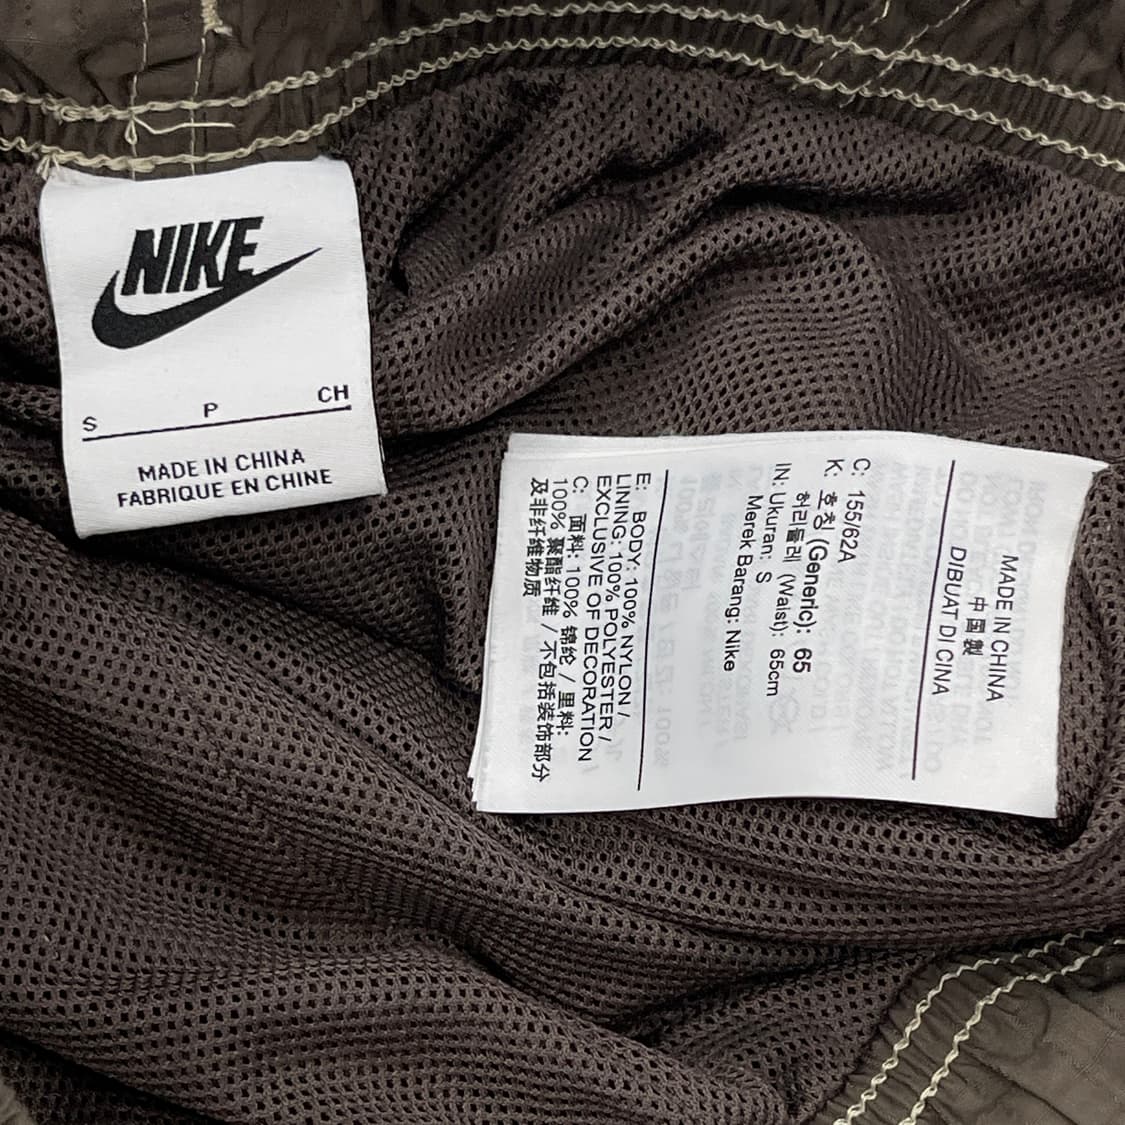 NIKE
S P CH
MADE IN CHINA
FABRIQUE EN CHINE
MADE IN CHINA
中国製
DIBUAT DI CINA
C: 155/62A
K: 호칭 (Generic): 65
허리둘레 (Waist): 65cm
IN: Ukuran: S
Merek Barang: Nike
E: BODY: 100% NYLON /
LINING: 100% POLYESTER /
EXCLUSIVE OF DECORATION
C: 面料: 100% 锦纶 / 里料:
100% 聚酯纤维 / 不包括装饰部分
及非纤维物质